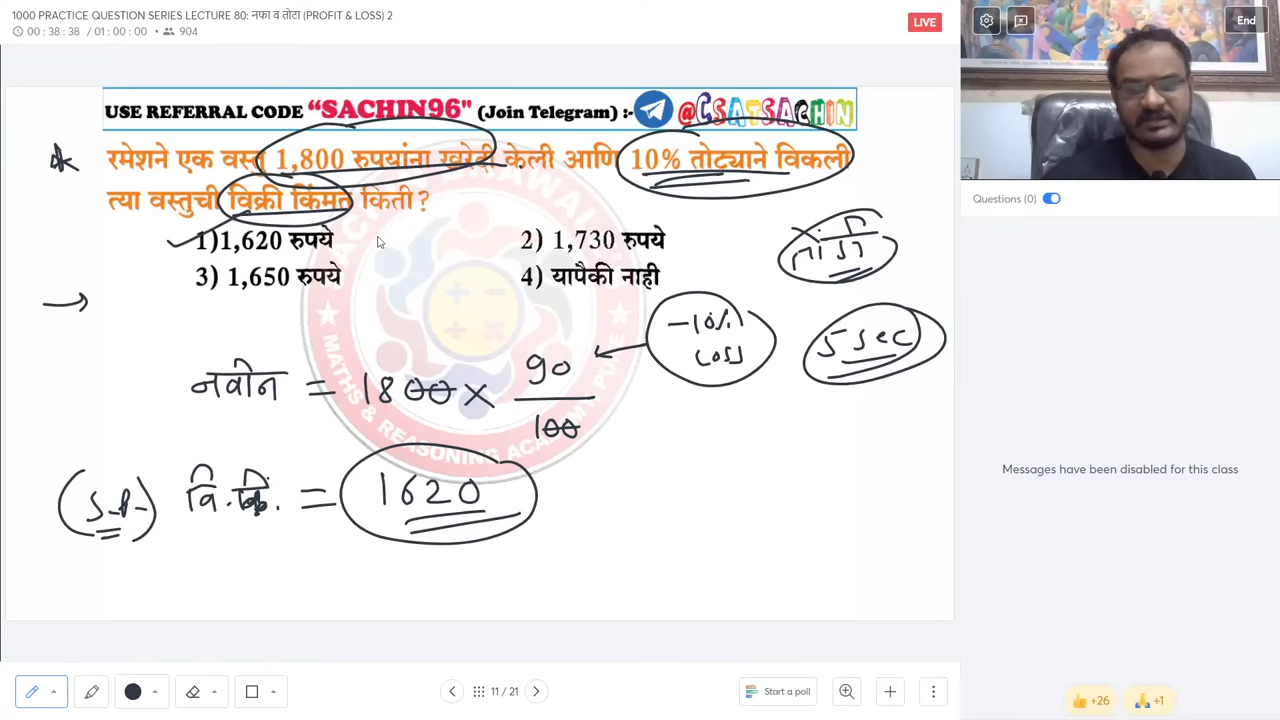 1000 PRACTICE QUESTION SERIES LECTURE 80: नफा व तोटा (PROFIT & LOSS) 2
00 : 38 : 38 / 01 : 00 : 00 • 904
LIVE
End
USE REFERRAL CODE "SACHIN96" (Join Telegram) :- @CSATSACHIN
रमेशने एक वस्तू 1,800 रुपयांना खरेदी केली आणि 10% तोट्याने विकली
त्या वस्तुची विक्री किंमत किती?
1)1,620 रुपये 2) 1,730 रुपये
3) 1,650 रुपये 4) यापैकी नाही
-10%
Loss
5 sec
नवीन = 1800 × 90
100
(S.P.) वि.कि. = 1620
MATHS & REASONING ACADEMY PUNE
Questions (0)
Messages have been disabled for this class
11 / 21
Start a poll
+26
+1